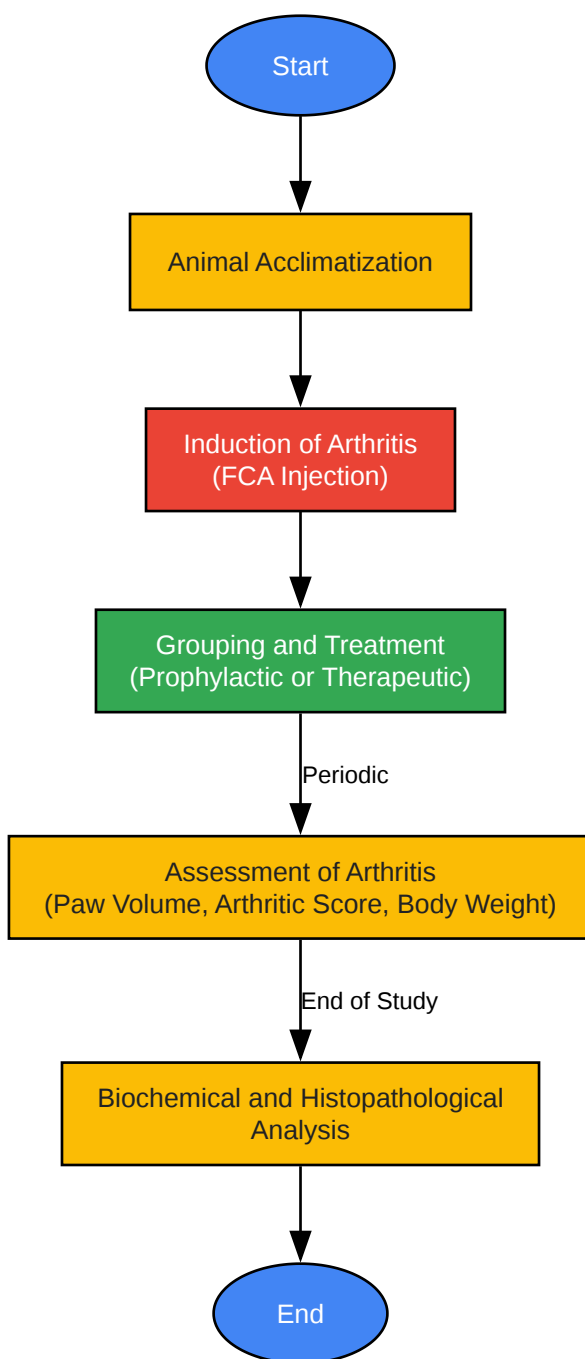 Start
Animal Acclimatization
Induction of Arthritis
(FCA Injection)
Grouping and Treatment
(Prophylactic or Therapeutic)
Periodic
Assessment of Arthritis
(Paw Volume, Arthritic Score, Body Weight)
End of Study
Biochemical and Histopathological
Analysis
End